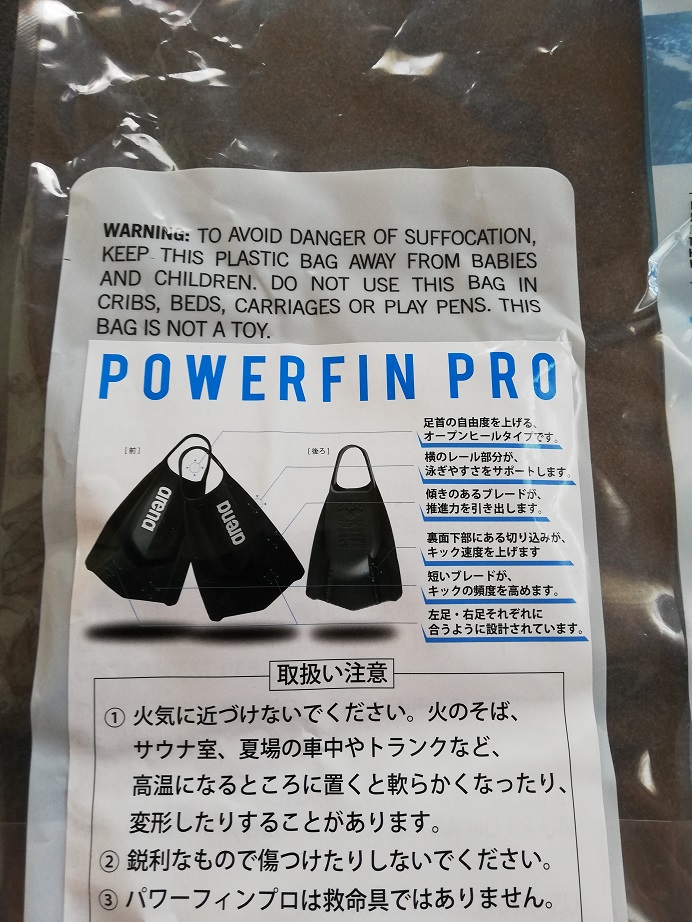 WARNING: TO AVOID DANGER OF SUFFOCATION,
KEEP THIS PLASTIC BAG AWAY FROM BABIES
AND CHILDREN. DO NOT USE THIS BAG IN
CRIBS, BEDS, CARRIAGES OR PLAY PENS. THIS
BAG IS NOT A TOY.
POWERFIN PRO
[前]
[後ろ]
arena
arena
足首の自由度を上げる、
オープンヒールタイプです。
横のレール部分が、
泳ぎやすさをサポートします。
傾きのあるブレードが、
推進力を引き出します。
裏面下部にある切り込みが、
キック速度を上げます
短いブレードが、
キックの頻度を高めます。
左足・右足それぞれに
合うように設計されています。
取扱い注意
① 火気に近づけないでください。火のそば、
サウナ室、夏場の車中やトランクなど、
高温になるところに置くと軟らかくなったり、
変形したりすることがあります。
② 鋭利なもので傷つけたりしないでください。
③ パワーフィンプロは救命具ではありません。